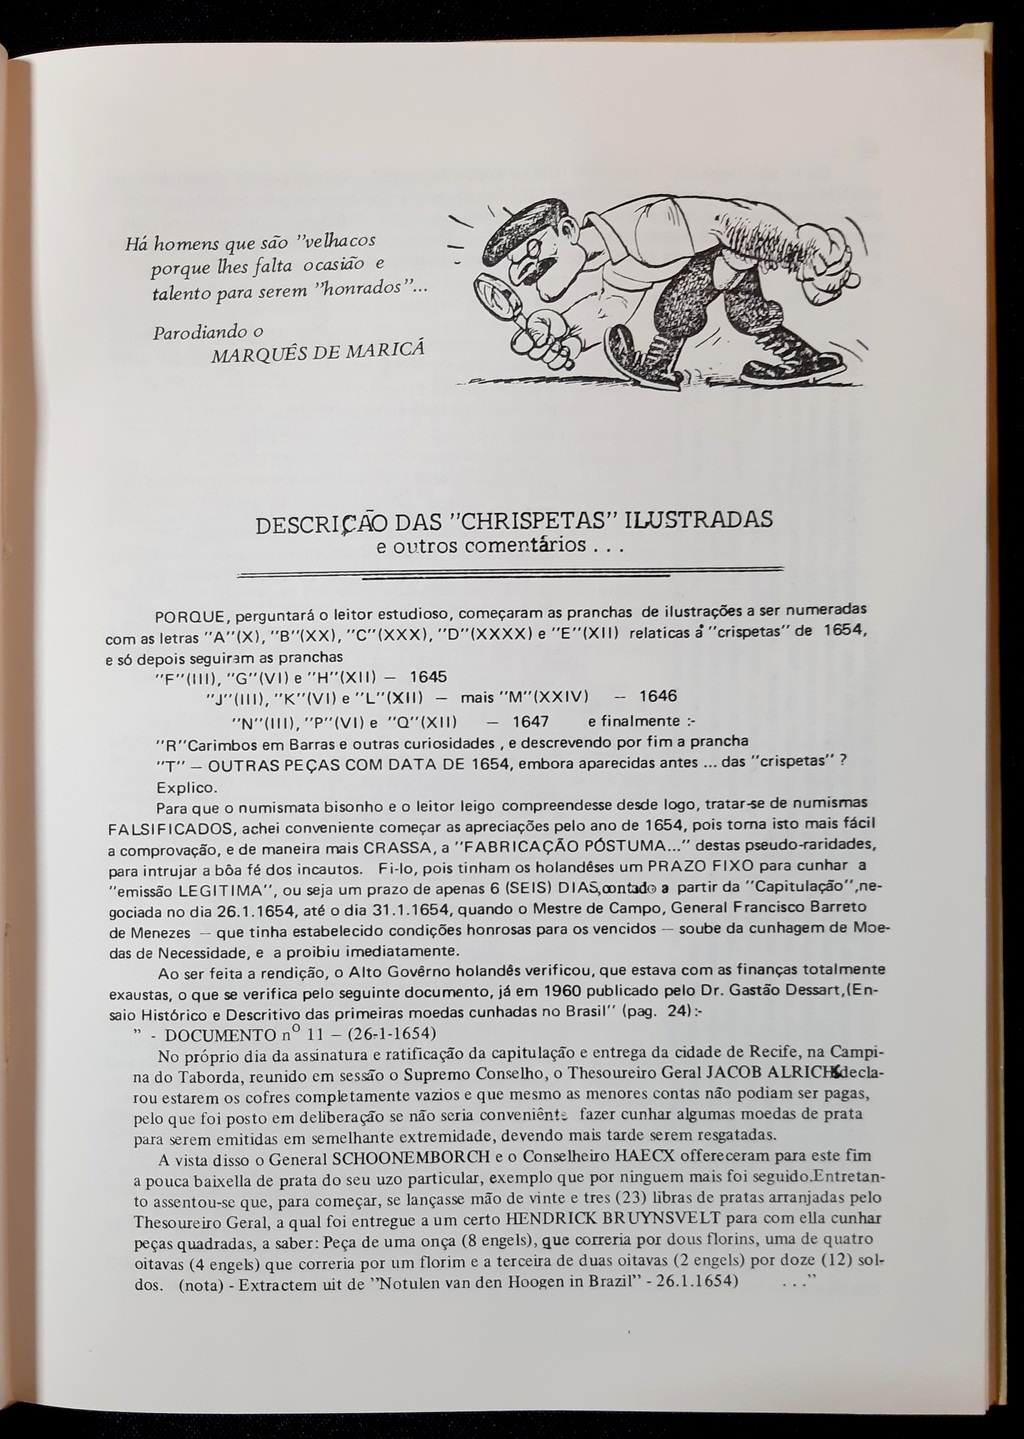 Há homens que são "velhacos
porque lhes falta ocasião e
talento para serem "honrados"...
Parodiando o
MARQUÊS DE MARICÁ
DESCRIÇÃO DAS "CHRISPETAS" ILUSTRADAS
e outros comentários . . .
PORQUE, perguntará o leitor estudioso, começaram as pranchas de ilustrações a ser numeradas
com as letras "A"(X), "B"(XX), "C"(XXX), "D"(XXXX) e "E"(XII) relaticas á "crispetas" de 1654,
e só depois seguiram as pranchas
"F"(III), "G"(VI) e "H"(XII) — 1645
"J"(III), "K"(VI) e "L"(XII) — mais "M"(XXIV) — 1646
"N"(III), "P"(VI) e "Q"(XII) — 1647 e finalmente :-
"R"Carimbos em Barras e outras curiosidades , e descrevendo por fim a prancha
"T" — OUTRAS PEÇAS COM DATA DE 1654, embora aparecidas antes ... das "crispetas" ?
Explico.
Para que o numismata bisonho e o leitor leigo compreendesse desde logo, tratar-se de numismas
FALSIFICADOS, achei conveniente começar as apreciações pelo ano de 1654, pois torna isto mais fácil
a comprovação, e de maneira mais CRASSA, a "FABRICAÇÃO PÓSTUMA..." destas pseudo-raridades,
para intrujar a bôa fé dos incautos. Fi-lo, pois tinham os holandêses um PRAZO FIXO para cunhar a
"emissão LEGITIMA", ou seja um prazo de apenas 6 (SEIS) DIAS,contado a partir da "Capitulação",ne-
gociada no dia 26.1.1654, até o dia 31.1.1654, quando o Mestre de Campo, General Francisco Barreto
de Menezes — que tinha estabelecido condições honrosas para os vencidos — soube da cunhagem de Moe-
das de Necessidade, e a proibiu imediatamente.
Ao ser feita a rendição, o Alto Govêrno holandês verificou, que estava com as finanças totalmente
exaustas, o que se verifica pelo seguinte documento, já em 1960 publicado pelo Dr. Gastão Dessart,(En-
saio Histórico e Descritivo das primeiras moedas cunhadas no Brasil" (pag. 24):-
" - DOCUMENTO nº 11 — (26-1-1654)
No próprio dia da assinatura e ratificação da capitulação e entrega da cidade de Recife, na Campi-
na do Taborda, reunido em sessão o Supremo Conselho, o Thesoureiro Geral JACOB ALRICHSdecla-
rou estarem os cofres completamente vazios e que mesmo as menores contas não podiam ser pagas,
pelo que foi posto em deliberação se não seria conveniênte fazer cunhar algumas moedas de prata
para serem emitidas em semelhante extremidade, devendo mais tarde serem resgatadas.
A vista disso o General SCHOONEMBORCH e o Conselheiro HAECX offereceram para este fim
a pouca baixella de prata do seu uzo particular, exemplo que por ninguem mais foi seguido.Entretan-
to assentou-se que, para começar, se lançasse mão de vinte e tres (23) libras de pratas arranjadas pelo
Thesoureiro Geral, a qual foi entregue a um certo HENDRICK BRUYNSVELT para com ella cunhar
peças quadradas, a saber: Peça de uma onça (8 engels), que correria por dous florins, uma de quatro
oitavas (4 engels) que correria por um florim e a terceira de duas oitavas (2 engels) por doze (12) sol-
dos. (nota) - Extractem uit de "Notulen van den Hoogen in Brazil" - 26.1.1654) ..."